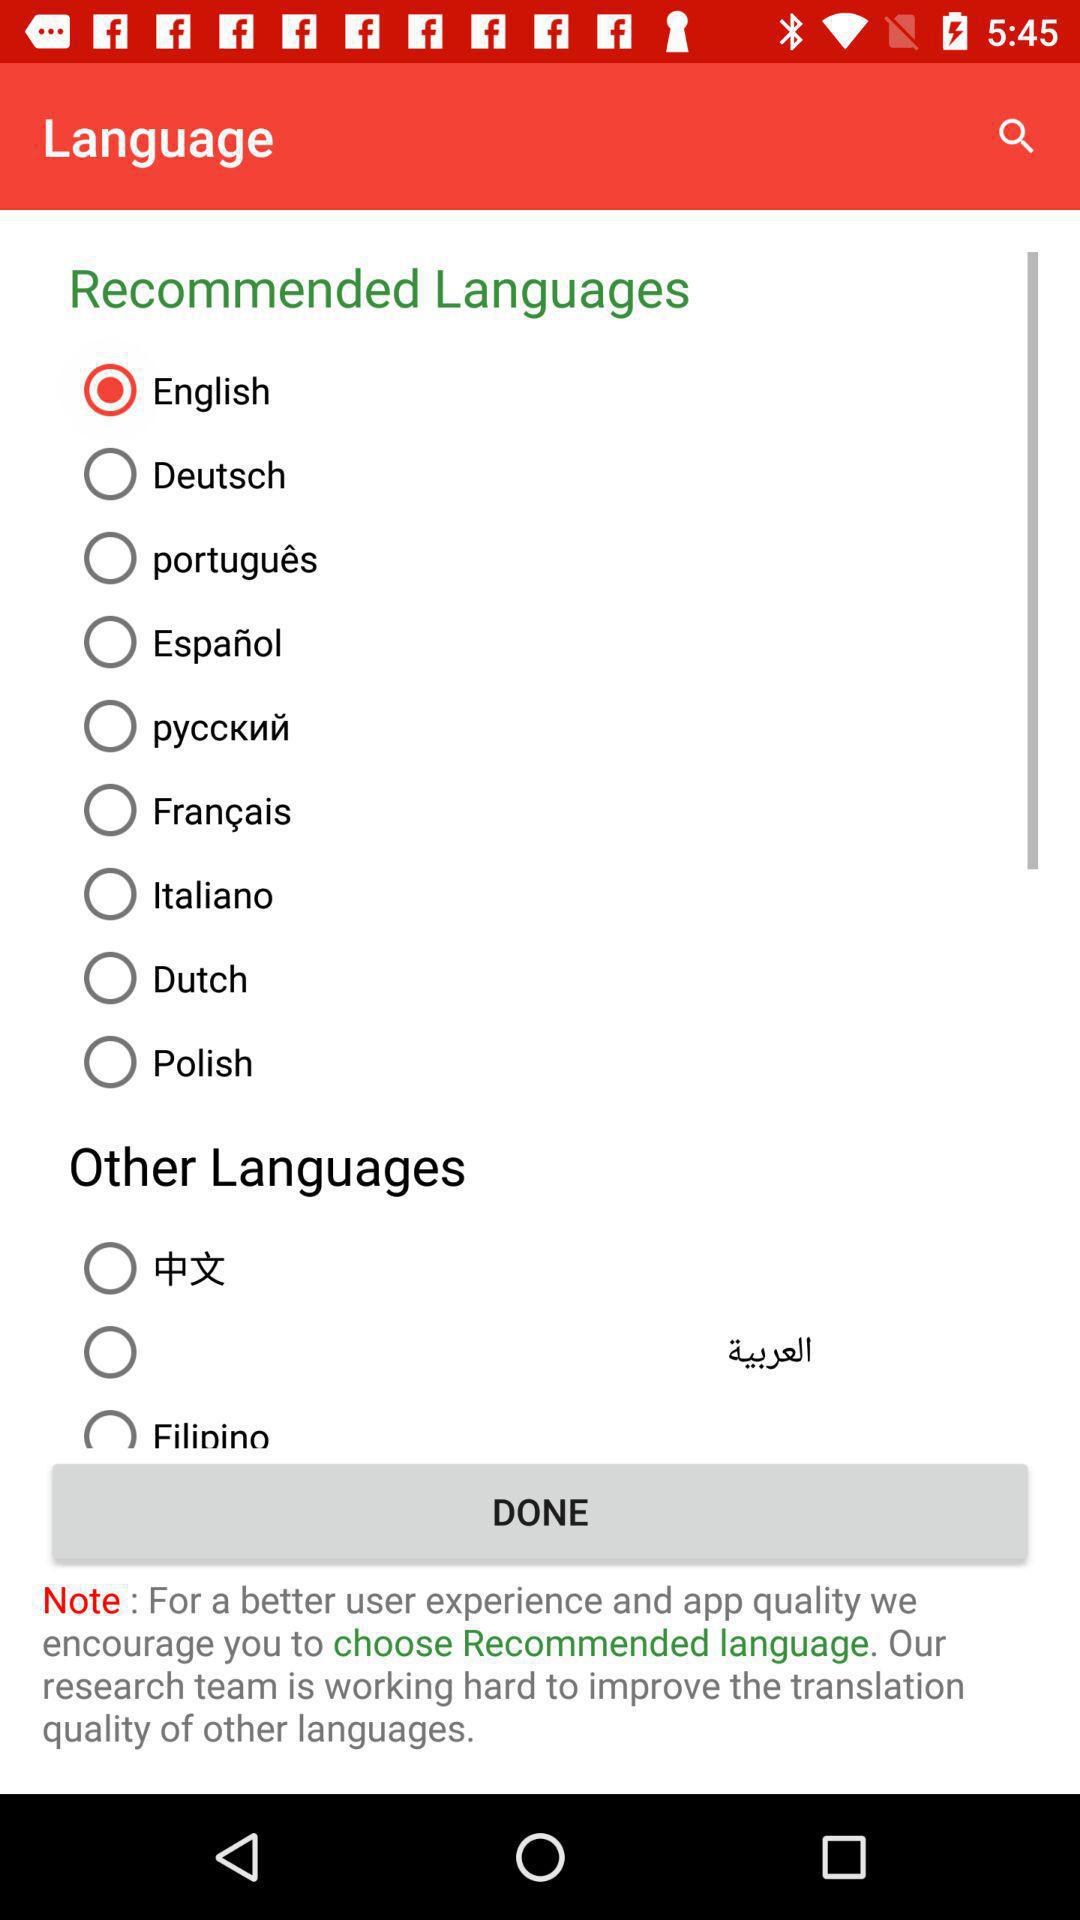 5:45
Language
Recommended Languages
English
Deutsch
português
Español
русский
Français
Italiano
Dutch
Polish
Other Languages
中文
العربية
Filipino
DONE
Note : For a better user experience and app quality we
encourage you to choose Recommended language. Our
research team is working hard to improve the translation
quality of other languages.